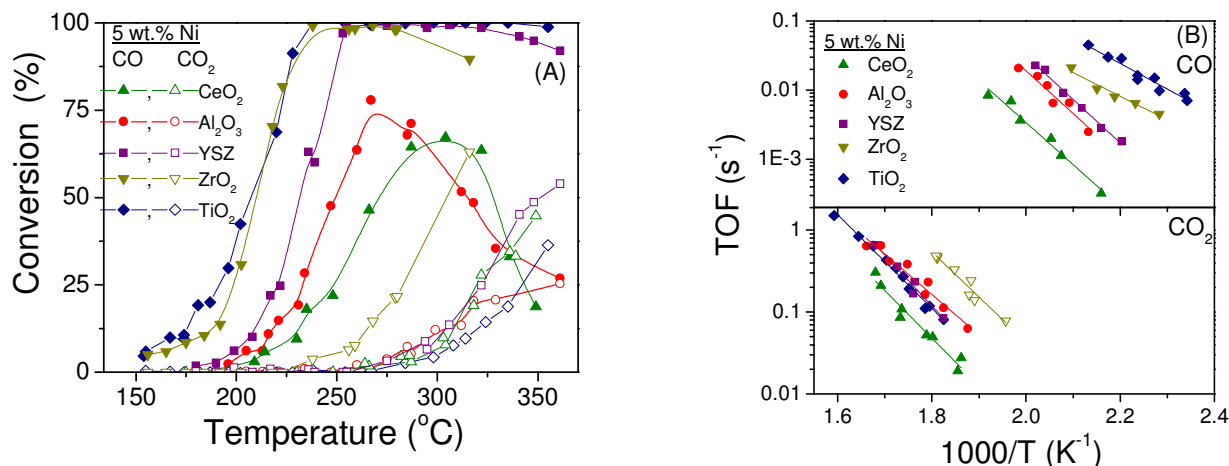 100
75
50
25
0
Conversion (%)
150
200
250
300
350
Temperature (°C)
(A)
5 wt.% Ni
CO CO₂
, CeO₂
, Al₂O₃
, YSZ
, ZrO₂
, TiO₂
0.1
0.01
1E-3
1
0.1
0.01
TOF (s⁻¹)
(B)
CO
5 wt.% Ni
CeO₂
Al₂O₃
YSZ
ZrO₂
TiO₂
CO₂
1.6
1.8
2.0
2.2
2.4
1000/T (K⁻¹)